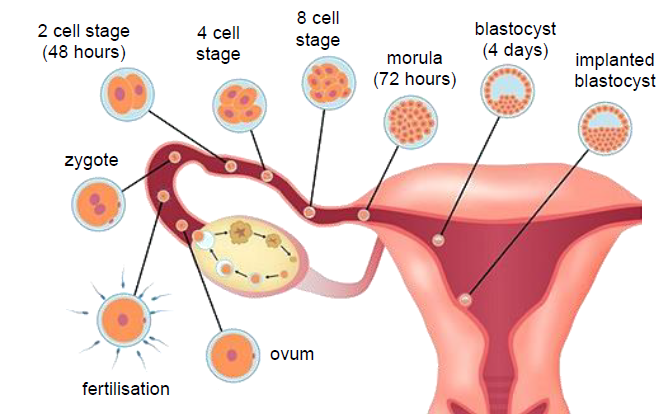 2 cell stage
(48 hours)
4 cell
stage
8 cell
stage
morula
(72 hours)
blastocyst
(4 days)
implanted
blastocyst
zygote
fertilisation
ovum